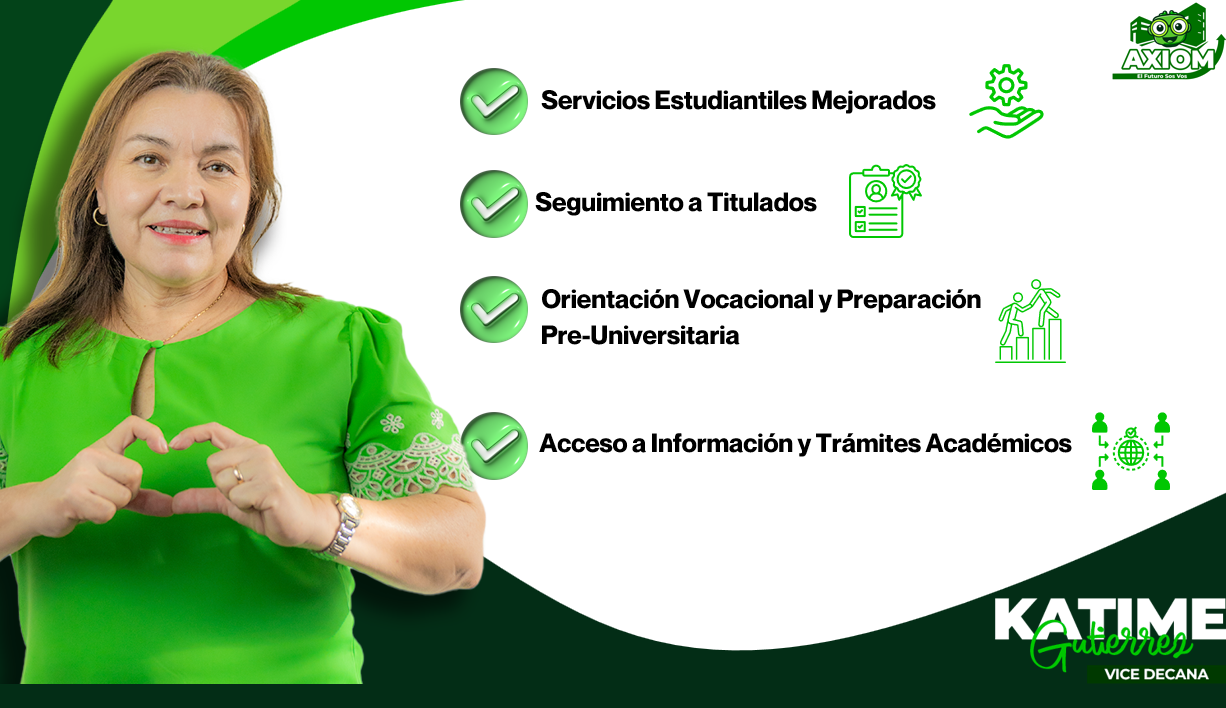 AXIOM
El Futuro Sos Vos
Servicios Estudiantiles Mejorados
Seguimiento a Titulados
Orientación Vocacional y Preparación
Pre-Universitaria
Acceso a Información y Trámites Académicos
KATIME
Gutierrez
VICE DECANA